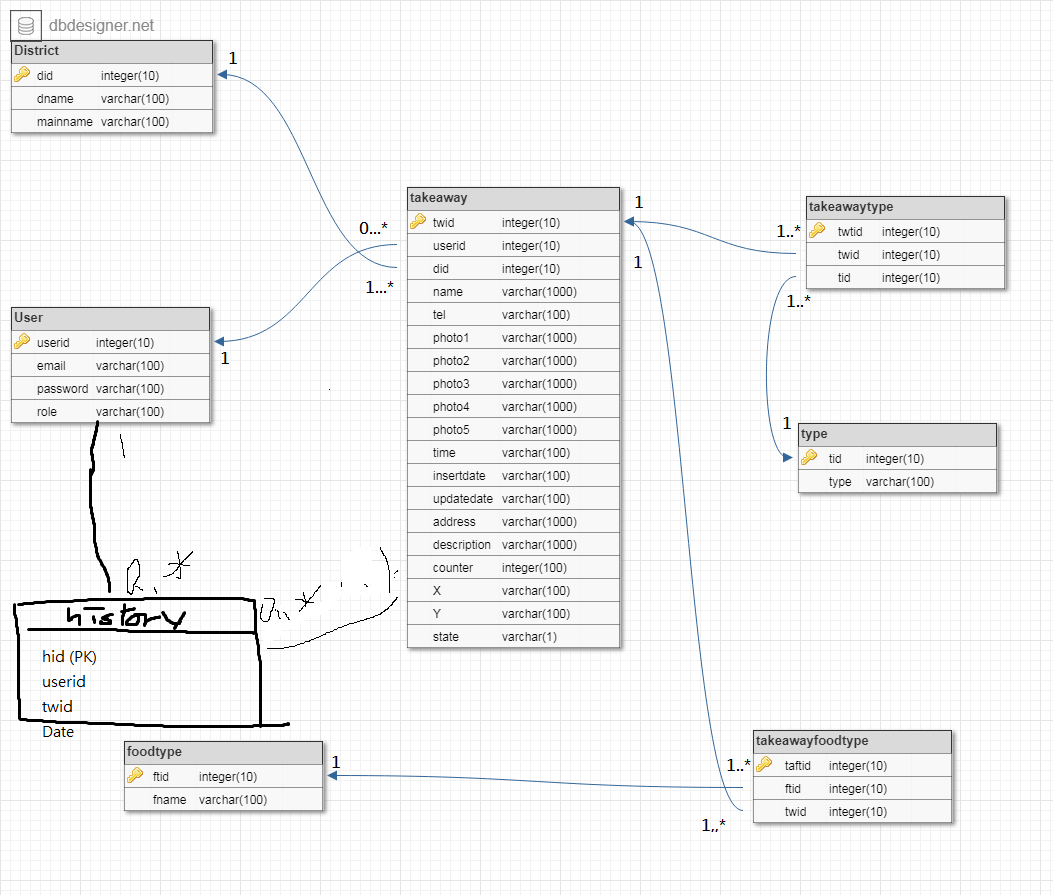 dbdesigner.net
District
did integer(10)
dname varchar(100)
mainname varchar(100)
1
takeaway
twid integer(10)
userid integer(10)
did integer(10)
name varchar(1000)
tel varchar(100)
photo1 varchar(1000)
photo2 varchar(1000)
photo3 varchar(1000)
photo4 varchar(1000)
photo5 varchar(1000)
time varchar(100)
insertdate varchar(100)
updatedate varchar(100)
address varchar(1000)
description varchar(1000)
counter integer(100)
X varchar(100)
Y varchar(100)
state varchar(1)
0...*
1...*
1
1
takeawaytype
twtid integer(10)
twid integer(10)
tid integer(10)
1..*
1..*
User
userid integer(10)
email varchar(100)
password varchar(100)
role varchar(100)
1
1
type
tid integer(10)
type varchar(100)
history
hid (PK)
userid
twid
Date
foodtype
ftid integer(10)
fname varchar(100)
1
takeawayfoodtype
taftid integer(10)
ftid integer(10)
twid integer(10)
1..*
1,,*